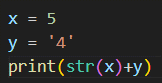 x = 5
y = '4'
print(str(x)+y)